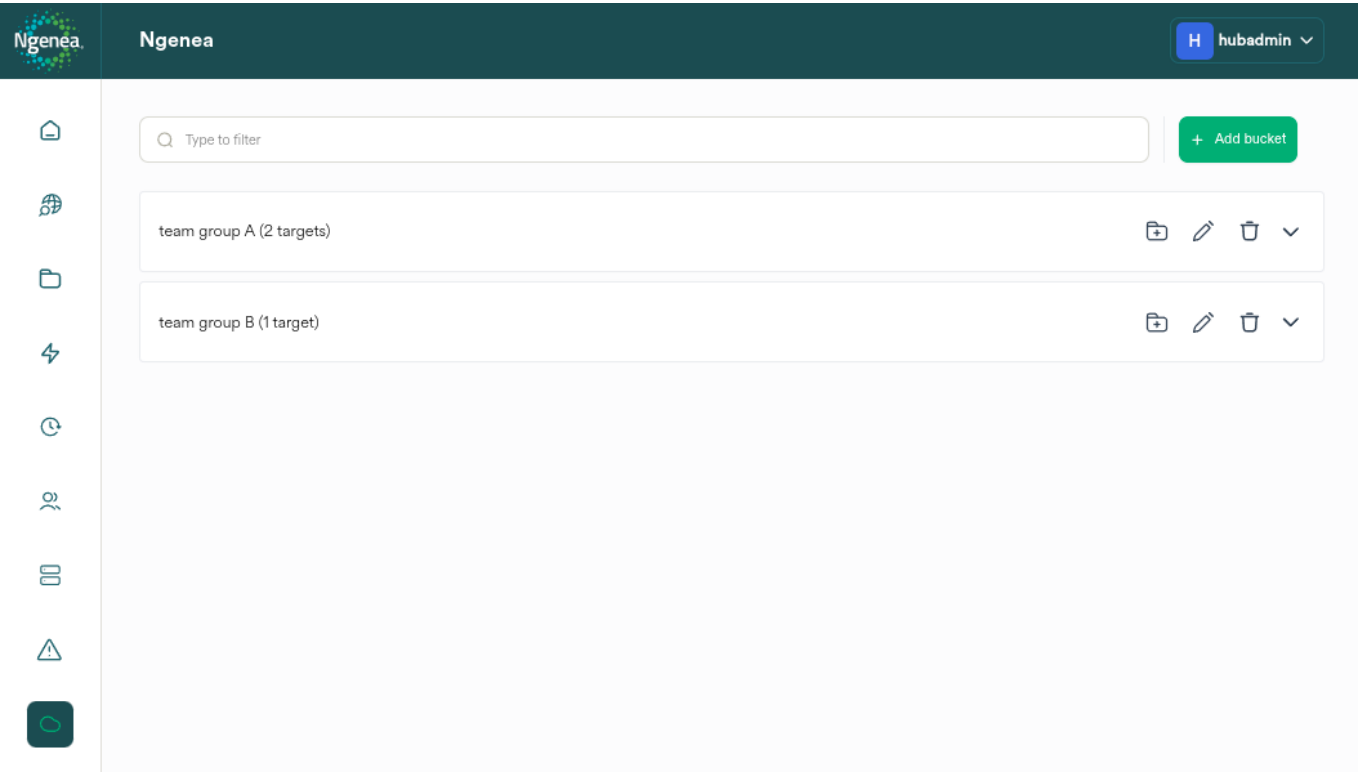 Ngenea.
Ngenea
H hubadmin
Type to filter
+ Add bucket
team group A (2 targets)
team group B (1 target)